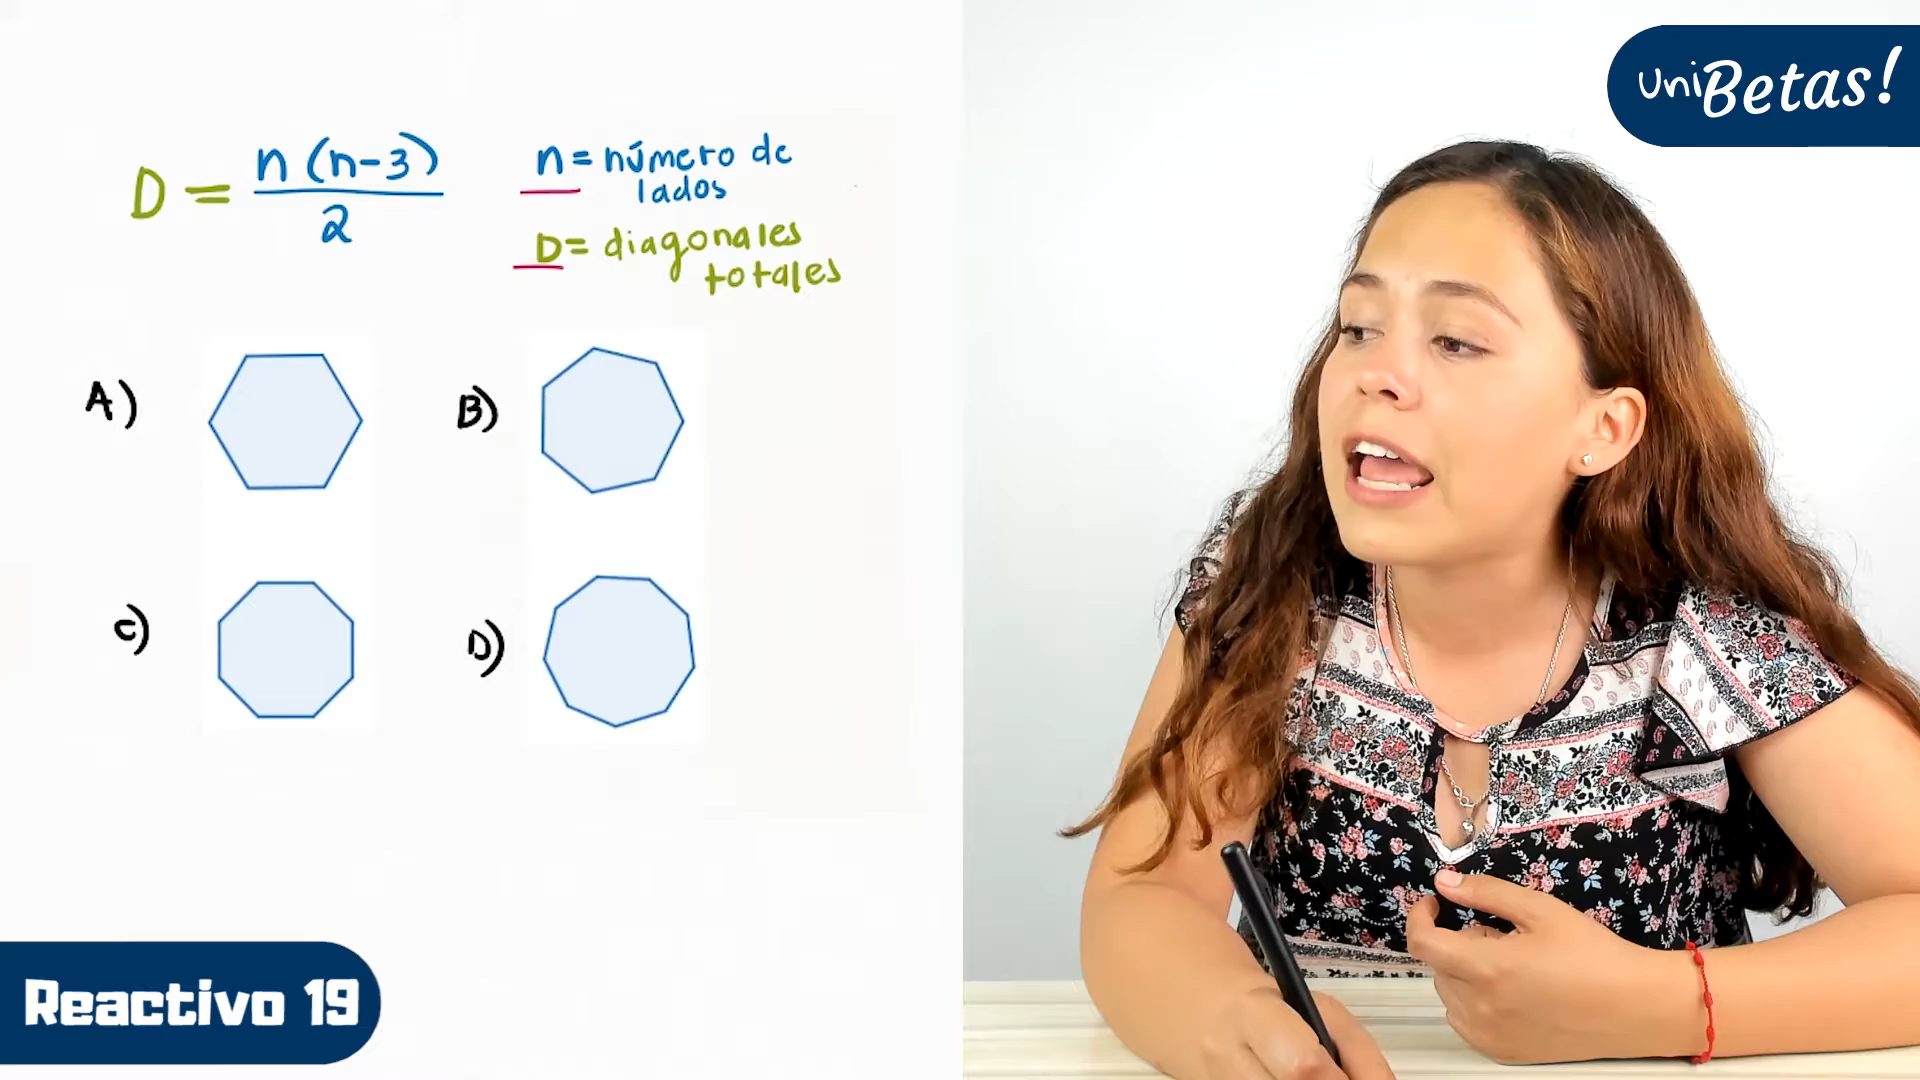 uniBetas!
D = n(n-3)
2
n = número de
lados
D = diagonales
totales
A)
B)
C)
D)
Reactivo 19